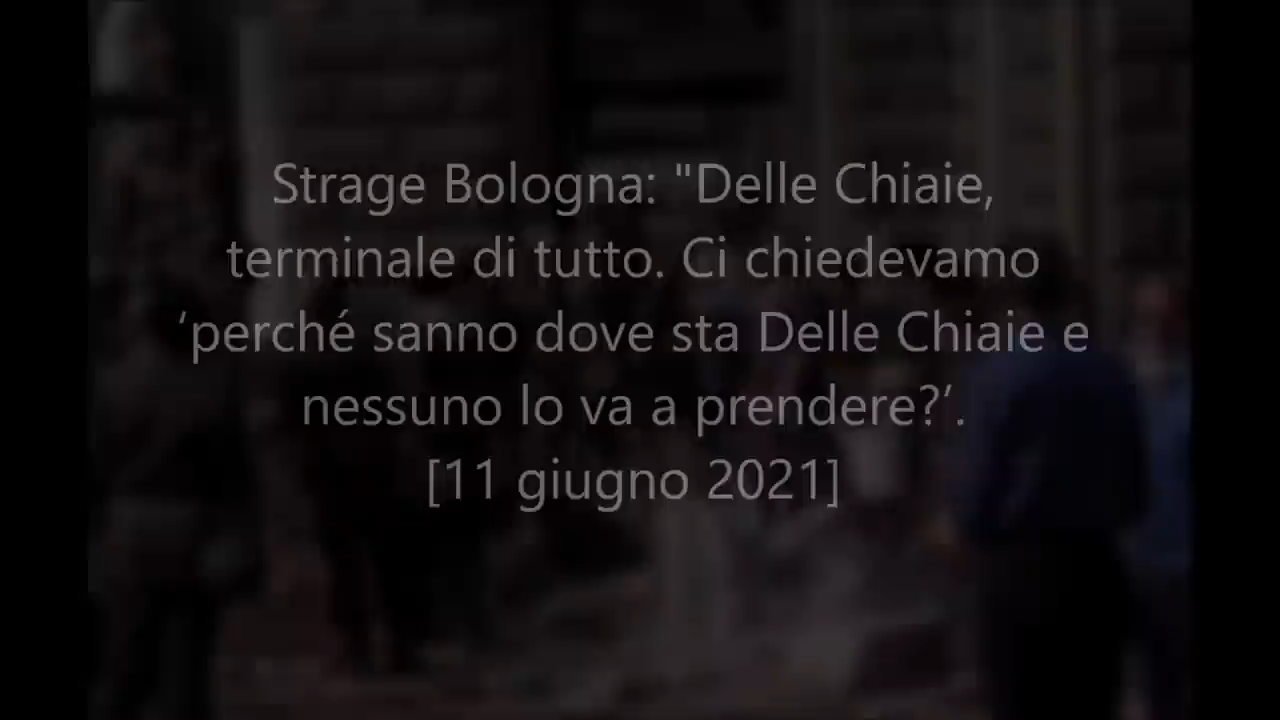 Strage Bologna: "Delle Chiaie,
terminale di tutto. Ci chiedevamo
‘perché sanno dove sta Delle Chiaie e
nessuno lo va a prendere?’.
[11 giugno 2021]